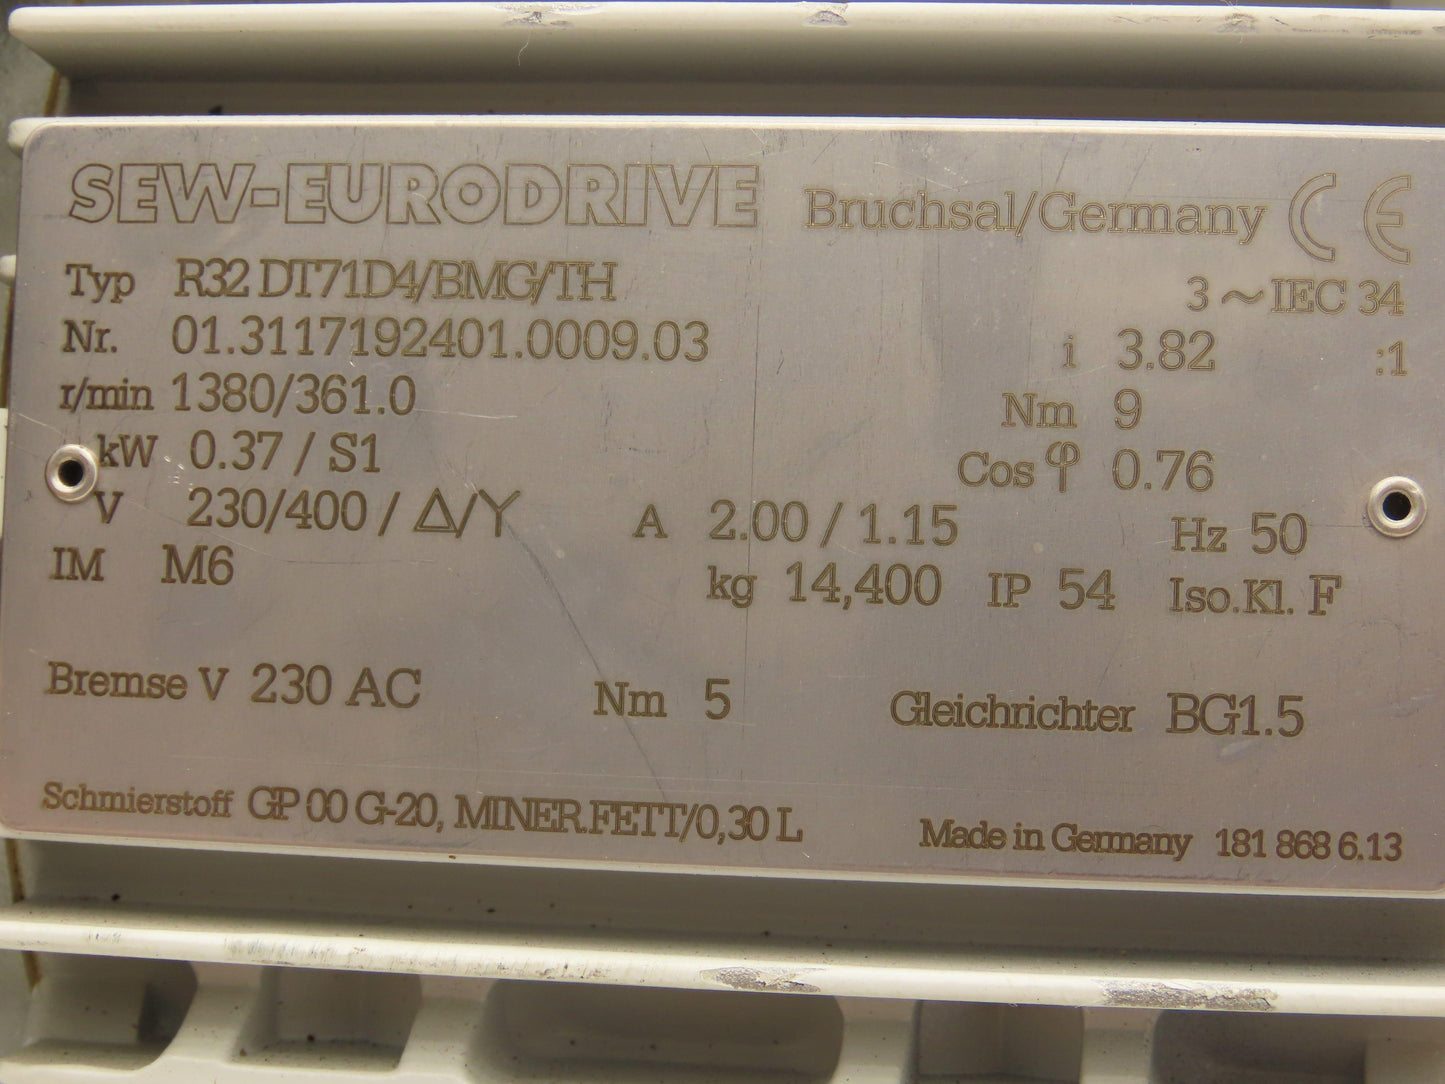 SEW-EURODRIVE Bruchsal/Germany CE
Typ R32 DT71D4/BMG/TH 3 ~ IEC 34
Nr. 01.3117192401.0009.03 i 3.82 :1
r/min 1380/361.0 Nm 9
kW 0.37 / S1 Cos φ 0.76
V 230/400 / Δ/Y A 2.00 / 1.15 Hz 50
IM M6 kg 14,400 IP 54 Iso.Kl. F
Bremse V 230 AC Nm 5 Gleichrichter BG1.5
Schmierstoff GP 00 G-20, MINER.FETT/0,30 L Made in Germany 181 868 6.13